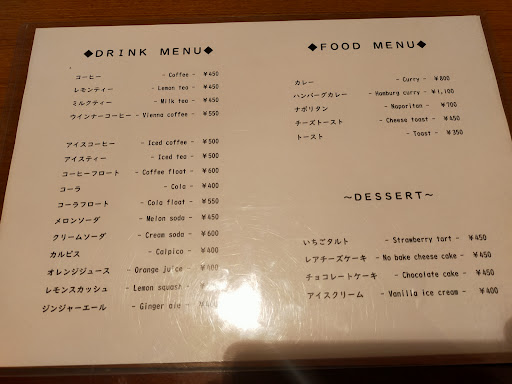 ◆DRINK MENU◆
コーヒー - Coffee - ¥450
レモンティー - Lemon tea - ¥450
ミルクティー - Milk tea - ¥450
ウインナーコーヒー - Vienna coffee - ¥550
アイスコーヒー - Iced coffee - ¥500
アイスティー - Iced tea - ¥500
コーヒーフロート - Coffee float - ¥600
コーラ - Cola - ¥400
コーラフロート - Cola float - ¥550
メロンソーダ - Melon soda - ¥450
クリームソーダ - Cream soda - ¥600
カルピス - Calpico - ¥400
オレンジジュース - Orange juice - ¥400
レモンスカッシュ - Lemon squash -
ジンジャーエール - Ginger ale -
◆FOOD MENU◆
カレー - Curry - ¥800
ハンバーグカレー - Hamburg curry - ¥1,100
ナポリタン - Naporitan - ¥700
チーズトースト - Cheese toast - ¥450
トースト - Toast - ¥350
~DESSERT~
いちごタルト - Strawberry tart - ¥450
レアチーズケーキ - No bake cheese cake - ¥450
チョコレートケーキ - Chocolate cake - ¥450
アイスクリーム - Vanilla ice cream - ¥400